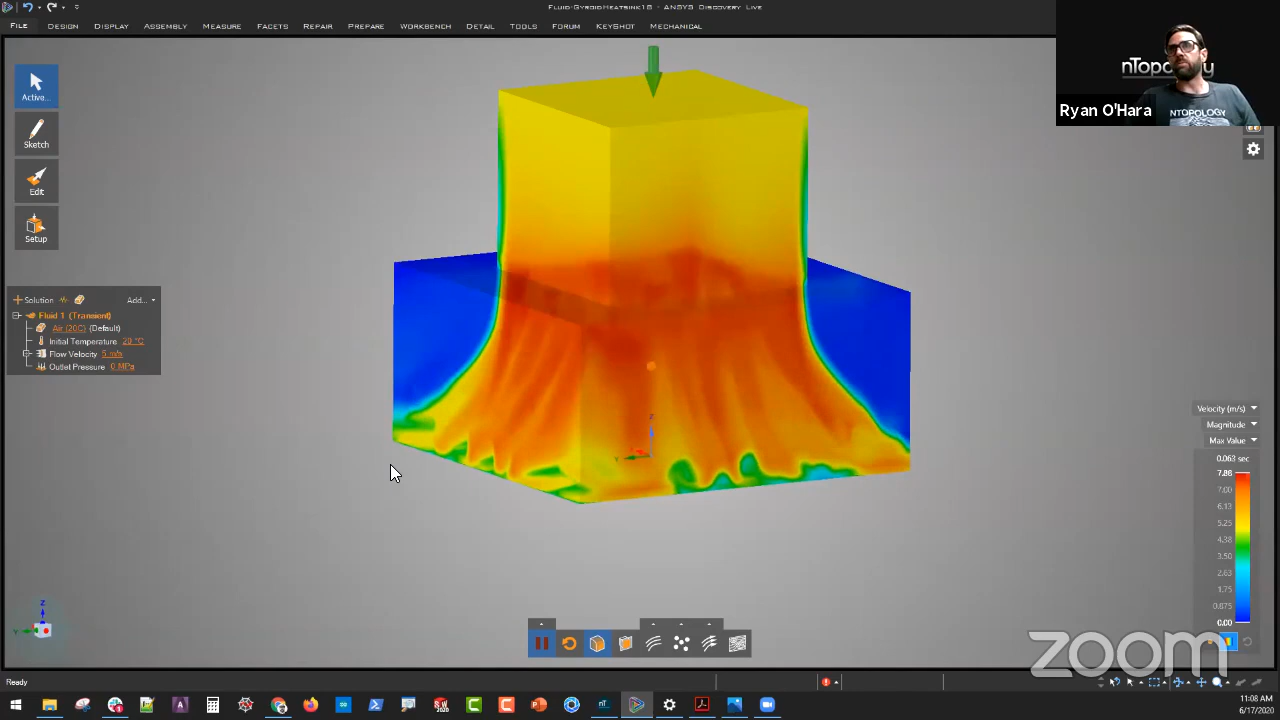 Fluid-GyroidHeatsink18 - ANSYS Discovery Live
File Design Display Assembly Measure Facets Repair Prepare Workbench Detail Tools Forum KeyShot Mechanical
nTopology
NTOPOLOGY
Ryan O'Hara
Active...
Sketch
Edit
Setup
Solution Add...
Fluid 1 (Transient)
Air (20C) (Default)
Initial Temperature 20 °C
Flow Velocity 5 m/s
Outlet Pressure 0 MPa
Z
Y
Velocity (m/s)
Magnitude
Max Value
0.063 sec
7.88
7.00
6.13
5.25
4.38
3.50
2.63
1.75
0.875
0.00
Z
Y
zoom
Ready
11:08 AM
6/17/2020